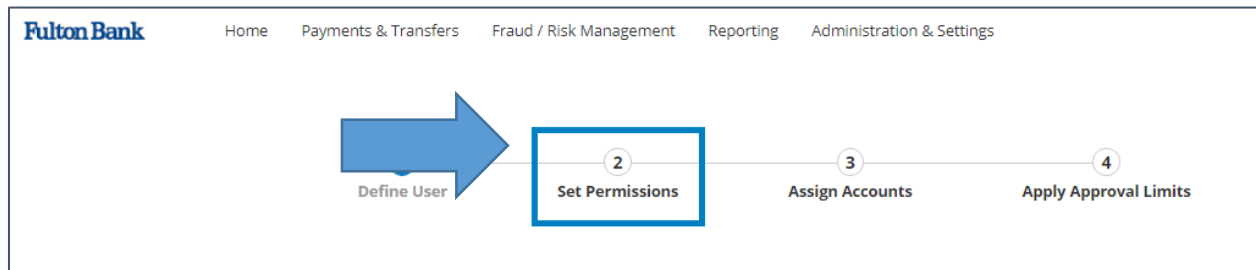 Fulton Bank Home Payments & Transfers Fraud / Risk Management Reporting Administration & Settings
2 3 4
Define User Set Permissions Assign Accounts Apply Approval Limits